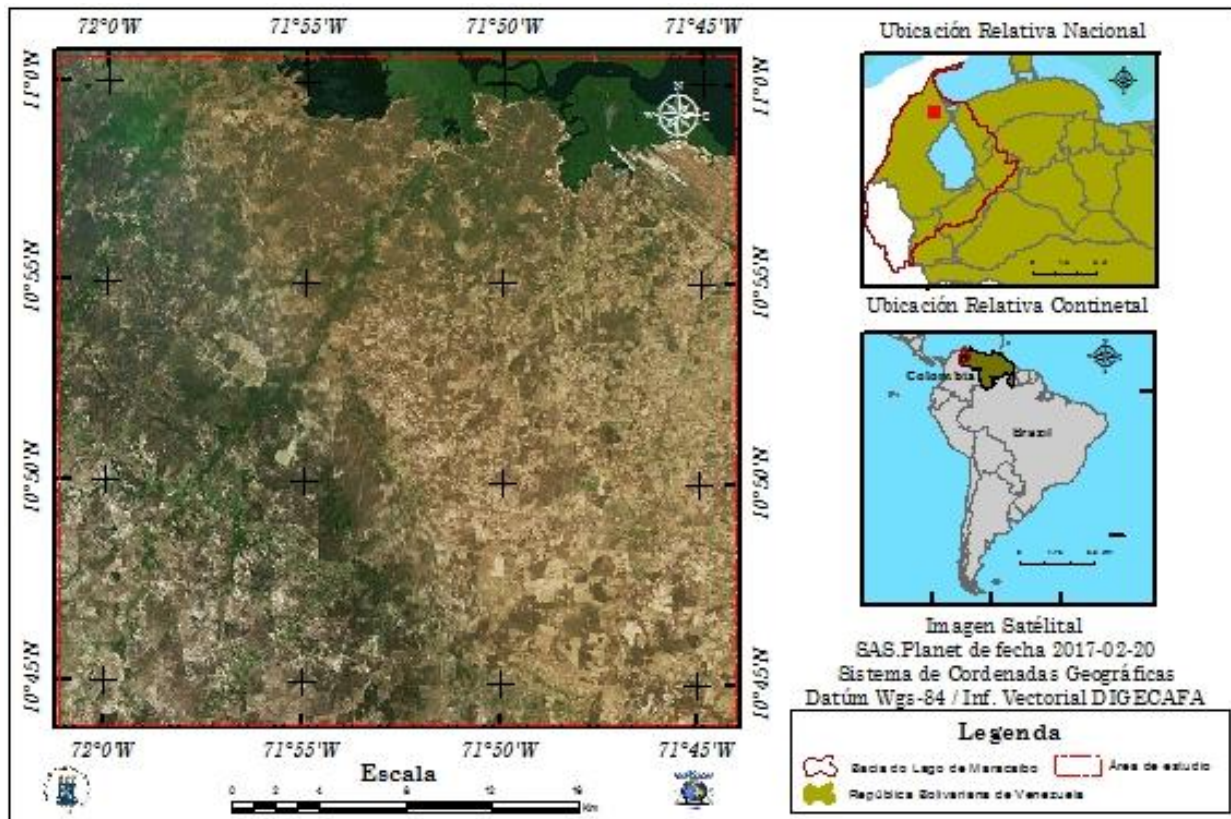 72°0'W 71°55'W 71°50'W 71°45'W
11°0'N 11°0'N
10°55'N 10°55'N
10°50'N 10°50'N
10°45'N 10°45'N
72°0'W 71°55'W 71°50'W 71°45'W
Escala
0 2 4 8 12 16
Km
Ubicación Relativa Nacional
Ubicación Relativa Continetal
Colombia
Brazil
Imagen Satélital
SAS.Planet de fecha 2017-02-20
Sistema de Cordenadas Geográficas
Datúm Wgs-84 / Inf. Vectorial DIGECAFA
Legenda
Bacia do Lago de Maracaibo
Área de estudio
República Bolivariana de Venezuela